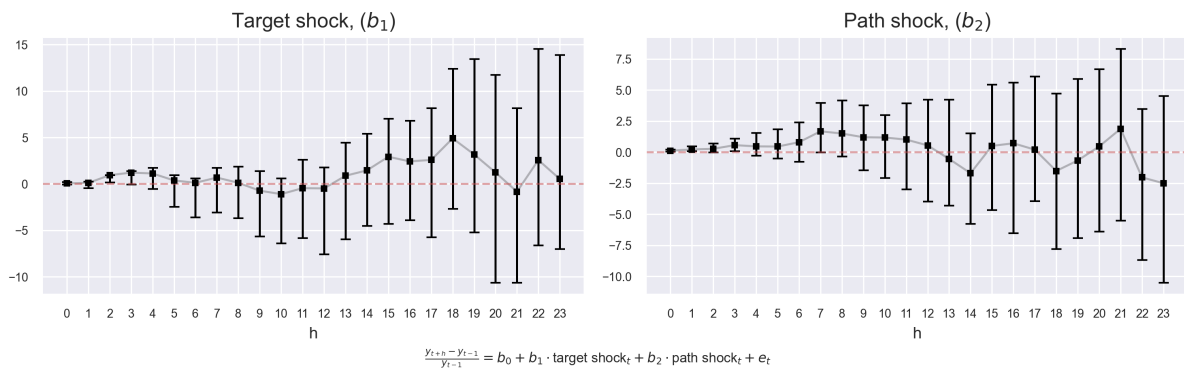 Target shock, (b₁)
15
10
5
0
−5
−10
0 1 2 3 4 5 6 7 8 9 10 11 12 13 14 15 16 17 18 19 20 21 22 23
h
Path shock, (b₂)
7.5
5.0
2.5
0.0
−2.5
−5.0
−7.5
−10.0
0 1 2 3 4 5 6 7 8 9 10 11 12 13 14 15 16 17 18 19 20 21 22 23
h
\frac{y_{t+h} − y_{t−1}}{y_{t−1}} = b₀ + b₁ · target shockₜ + b₂ · path shockₜ + eₜ